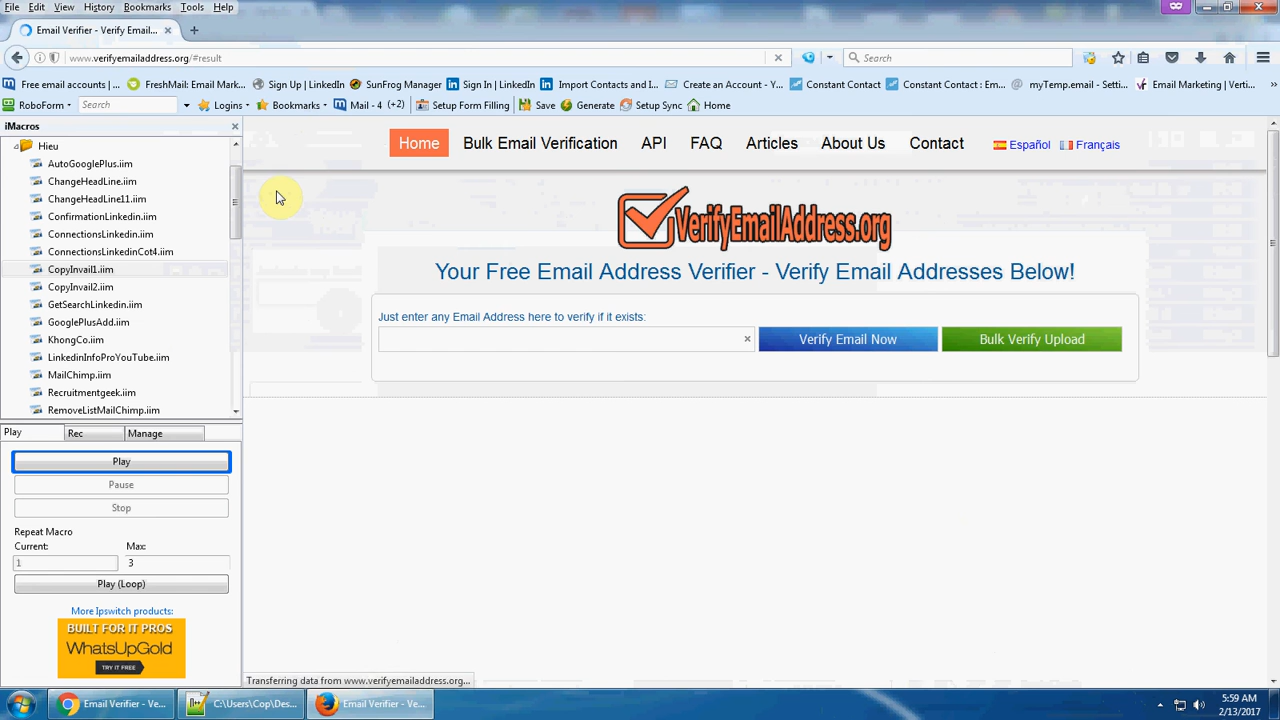 File Edit View History Bookmarks Tools Help
Email Verifier - Verify Email...
www.verifyemailaddress.org/#result
Search
Free email accounts | ...
FreshMail: Email Mark...
Sign Up | LinkedIn
SunFrog Manager
Sign In | LinkedIn
Import Contacts and I...
Create an Account - Y...
Constant Contact
Constant Contact : Em...
myTemp.email - Setti...
Email Marketing | Verti...
RoboForm
Search
Logins
Bookmarks
Mail - 4 (+2)
Setup Form Filling
Save
Generate
Setup Sync
Home
iMacros
Hieu
AutoGooglePlus.iim
ChangeHeadLine.iim
ChangeHeadLine11.iim
ConfirmationLinkedin.iim
ConnectionsLinkedin.iim
ConnectionsLinkedinCot4.iim
CopyInvail1.iim
CopyInvail2.iim
GetSearchLinkedin.iim
GooglePlusAdd.iim
KhongCo.iim
LinkedinInfoProYouTube.iim
MailChimp.iim
Recruitmentgeek.iim
RemoveListMailChimp.iim
Play Rec Manage
Play
Pause
Stop
Repeat Macro
Current: Max:
1 3
Play (Loop)
More Ipswitch products:
BUILT FOR IT PROS
WhatsUpGold
TRY IT FREE
Home Bulk Email Verification API FAQ Articles About Us Contact Español Français
VerifyEmailAddress.org
Your Free Email Address Verifier - Verify Email Addresses Below!
Just enter any Email Address here to verify if it exists:
Verify Email Now Bulk Verify Upload
Transferring data from www.verifyemailaddress.org...
Email Verifier - Ve...
C:\Users\Cop\Des...
Email Verifier - Ve...
5:59 AM
2/13/2017